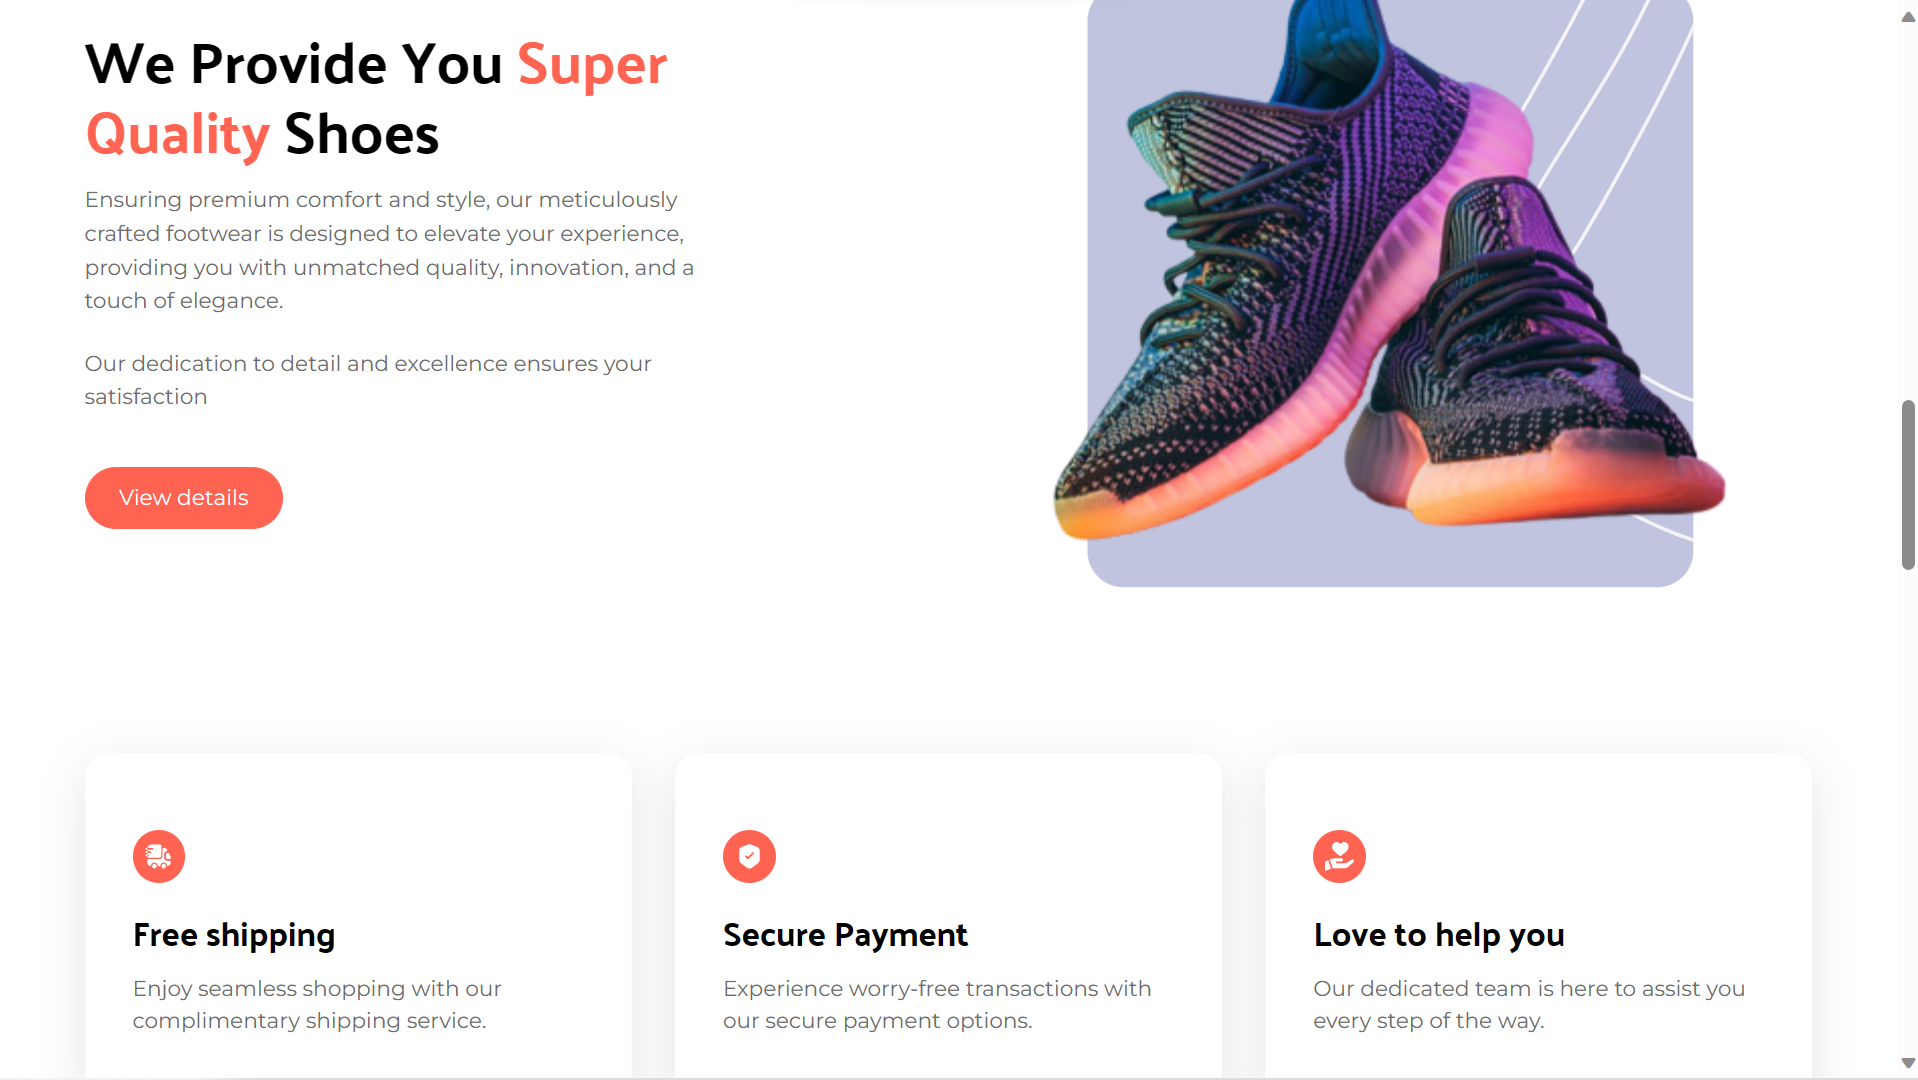 We Provide You Super
Quality Shoes
Ensuring premium comfort and style, our meticulously
crafted footwear is designed to elevate your experience,
providing you with unmatched quality, innovation, and a
touch of elegance.
Our dedication to detail and excellence ensures your
satisfaction
View details
Free shipping
Enjoy seamless shopping with our
complimentary shipping service.
Secure Payment
Experience worry-free transactions with
our secure payment options.
Love to help you
Our dedicated team is here to assist you
every step of the way.